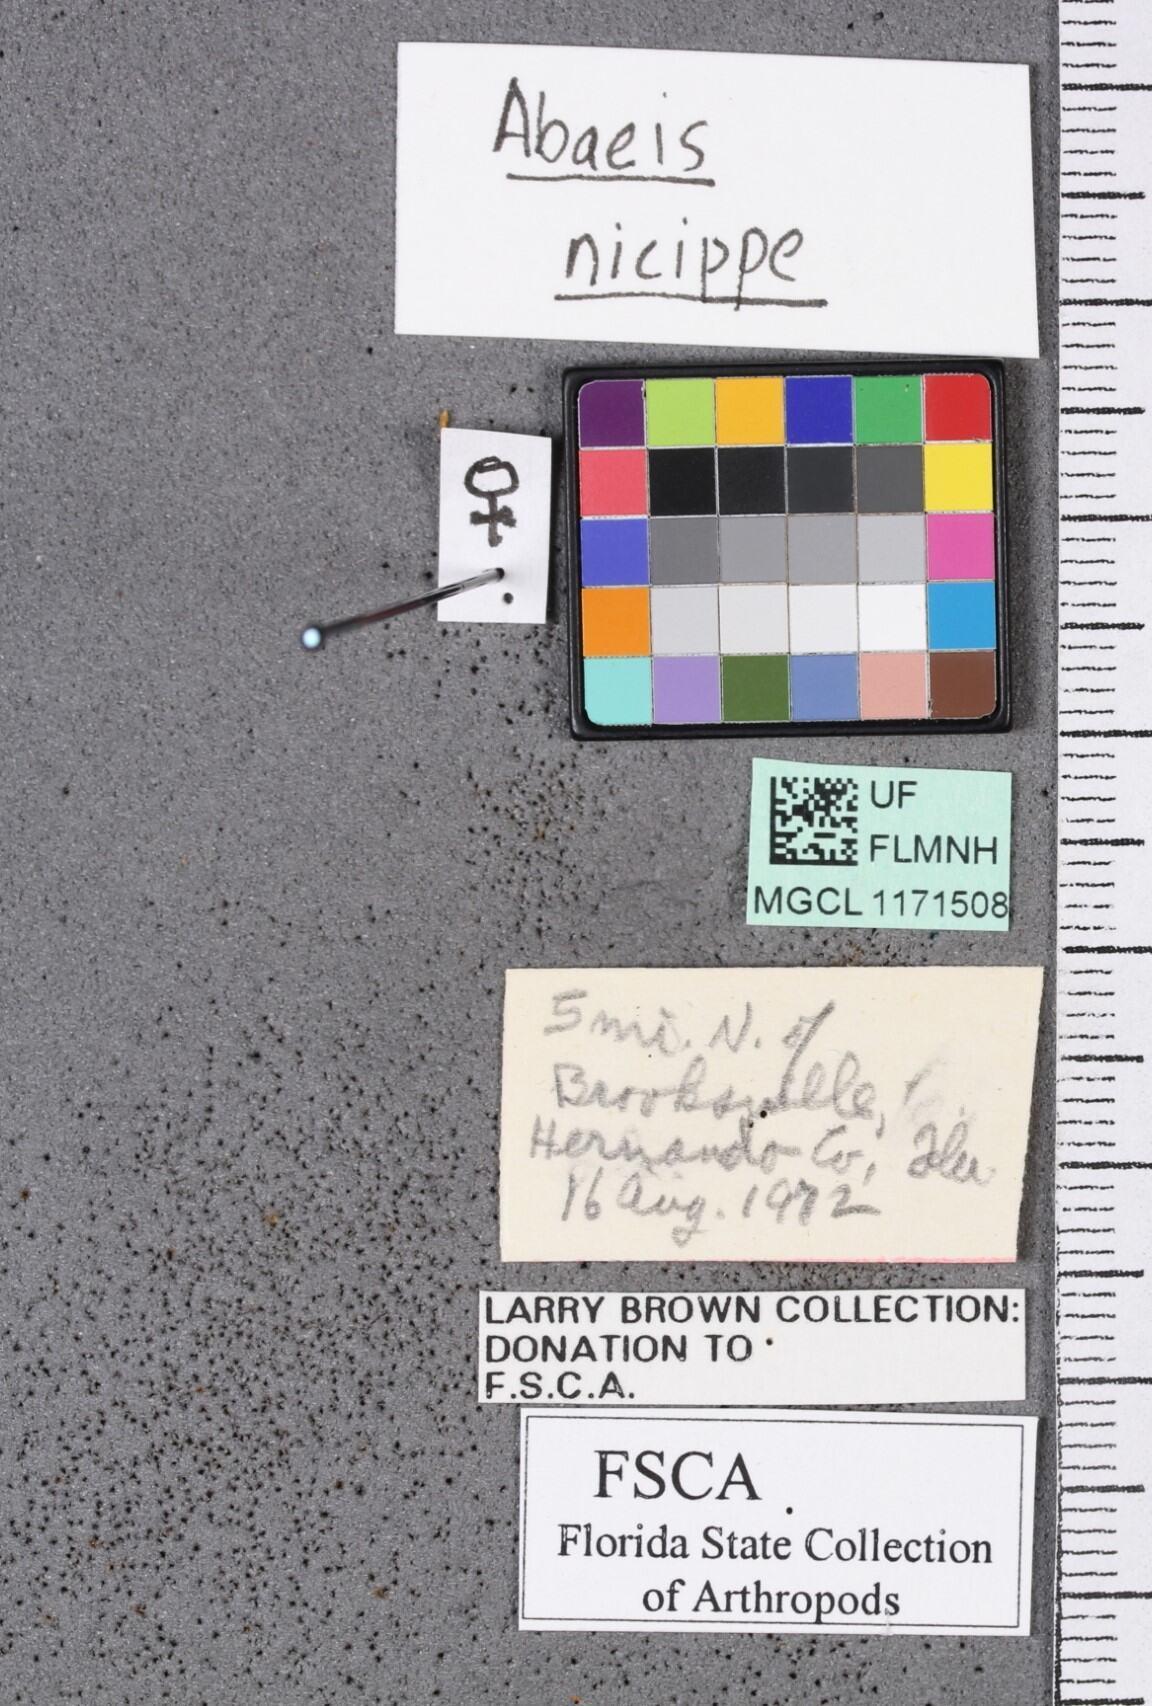 Abaeis
nicippe
♀
UF
FLMNH
MGCL 1171508
5 mi. N. of
Brooksville,
Hernando Co, Fla
16 Aug. 1972
LARRY BROWN COLLECTION:
DONATION TO
F.S.C.A.
FSCA
Florida State Collection
of Arthropods